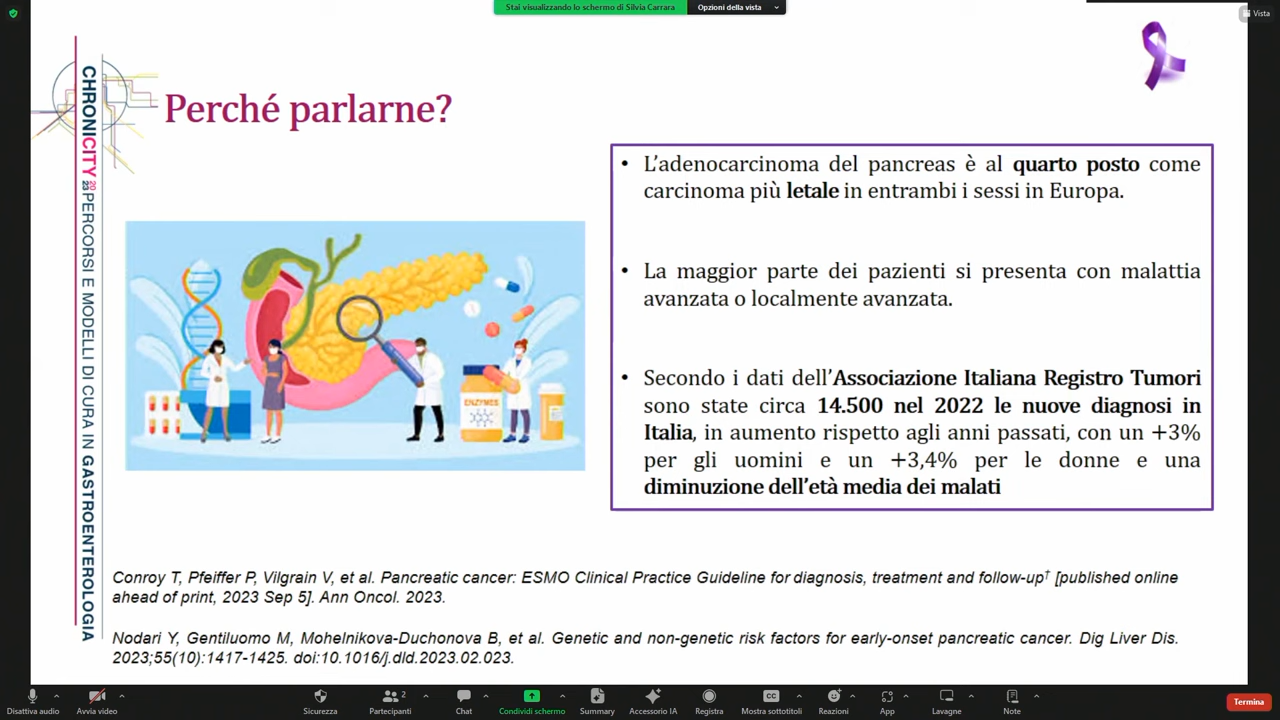 Stai visualizzando lo schermo di Silvia Carrara
Opzioni della vista
Vista
CHRONICITY 2023 PERCORSI E MODELLI DI CURA IN GASTROENTEROLOGIA
Perché parlarne?
• L'adenocarcinoma del pancreas è al quarto posto come
carcinoma più letale in entrambi i sessi in Europa.
• La maggior parte dei pazienti si presenta con malattia
avanzata o localmente avanzata.
• Secondo i dati dell'Associazione Italiana Registro Tumori
sono state circa 14.500 nel 2022 le nuove diagnosi in
Italia, in aumento rispetto agli anni passati, con un +3%
per gli uomini e un +3,4% per le donne e una
diminuzione dell'età media dei malati
ENZYMES
Conroy T, Pfeiffer P, Vilgrain V, et al. Pancreatic cancer: ESMO Clinical Practice Guideline for diagnosis, treatment and follow-up† [published online
ahead of print, 2023 Sep 5]. Ann Oncol. 2023.
Nodari Y, Gentiluomo M, Mohelnikova-Duchonova B, et al. Genetic and non-genetic risk factors for early-onset pancreatic cancer. Dig Liver Dis.
2023;55(10):1417-1425. doi:10.1016/j.dld.2023.02.023.
Disattiva audio
Avvia video
Sicurezza
Partecipanti
2
Chat
Condividi schermo
Summary
Accessorio IA
Registra
CC
Mostra sottotitoli
Reazioni
App
Lavagne
Note
Termina